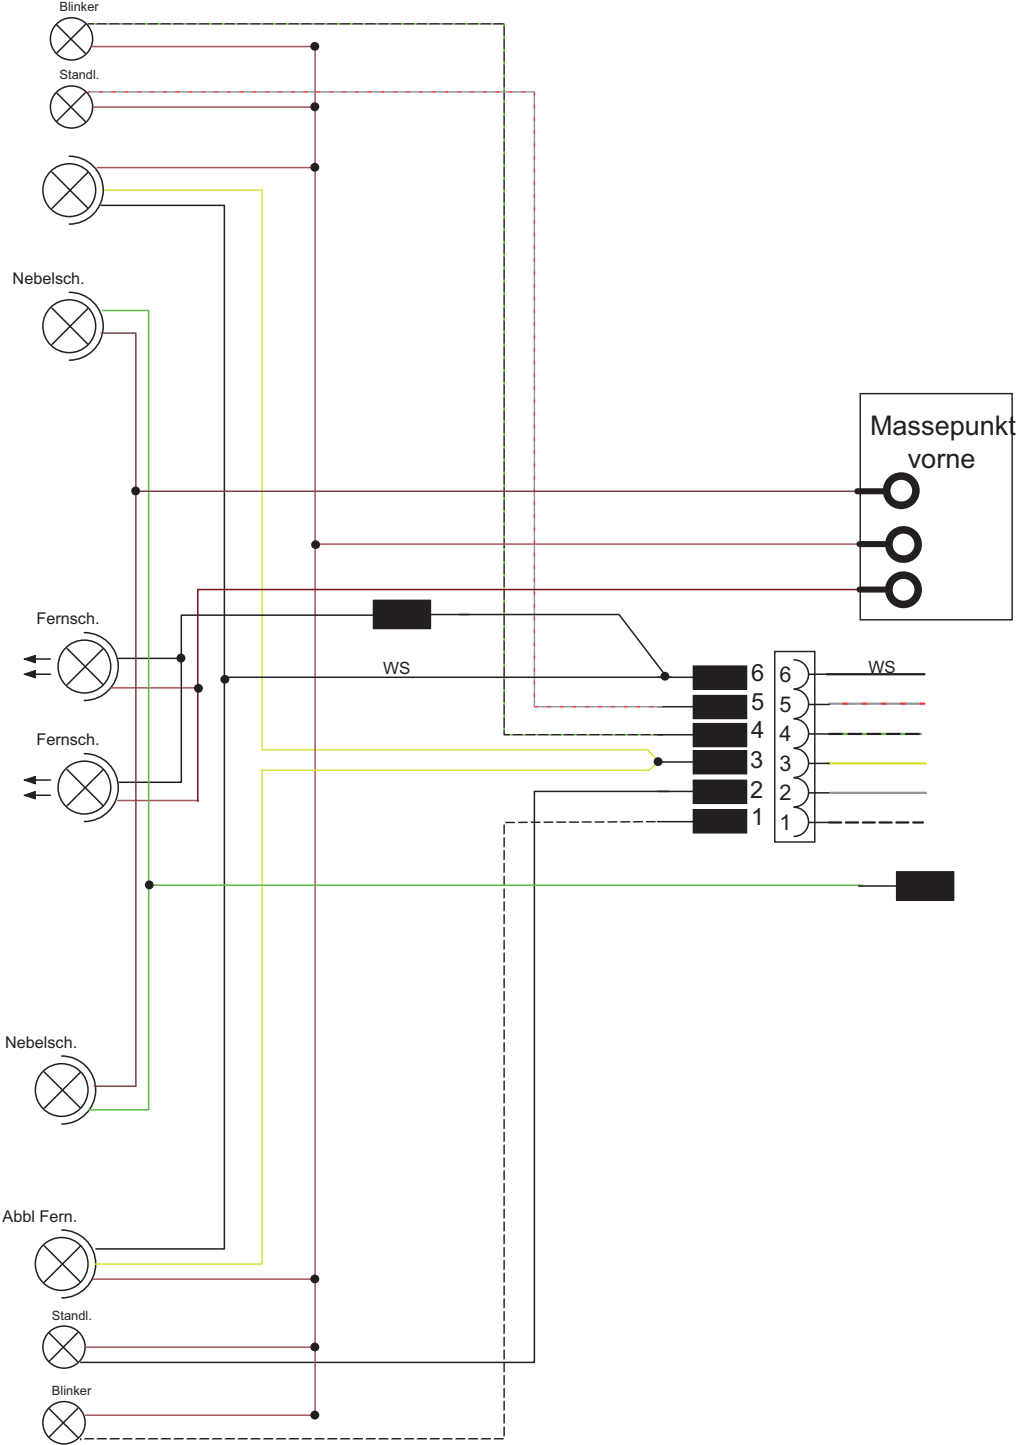 Blinker
Standl.
Nebelsch.
Massepunkt
vorne
Fernsch.
WS
6 6 WS
5 5
Fernsch.
4 4
3 3
2 2
1 1
Nebelsch.
Abbl Fern.
Standl.
Blinker